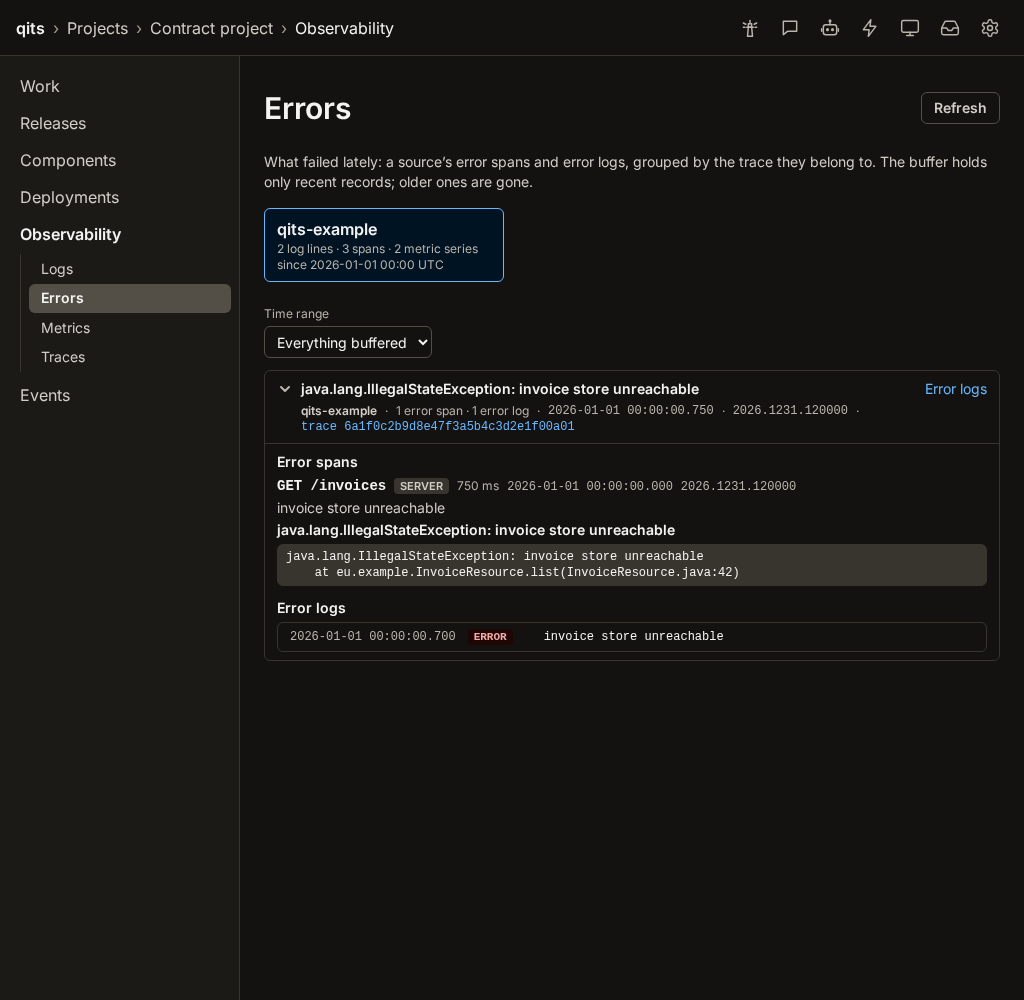 qits › Projects › Contract project › Observability
Work
Releases
Components
Deployments
Observability
Logs
Errors
Metrics
Traces
Events
Errors
Refresh
What failed lately: a source’s error spans and error logs, grouped by the trace they belong to. The buffer holds
only recent records; older ones are gone.
qits-example
2 log lines · 3 spans · 2 metric series
since 2026-01-01 00:00 UTC
Time range
Everything buffered
java.lang.IllegalStateException: invoice store unreachable
Error logs
qits-example · 1 error span · 1 error log · 2026-01-01 00:00:00.750 · 2026.1231.120000 ·
trace 6a1f0c2b9d8e47f3a5b4c3d2e1f00a01
Error spans
GET /invoices SERVER 750 ms 2026-01-01 00:00:00.000 2026.1231.120000
invoice store unreachable
java.lang.IllegalStateException: invoice store unreachable
java.lang.IllegalStateException: invoice store unreachable
    at eu.example.InvoiceResource.list(InvoiceResource.java:42)
Error logs
2026-01-01 00:00:00.700 ERROR invoice store unreachable